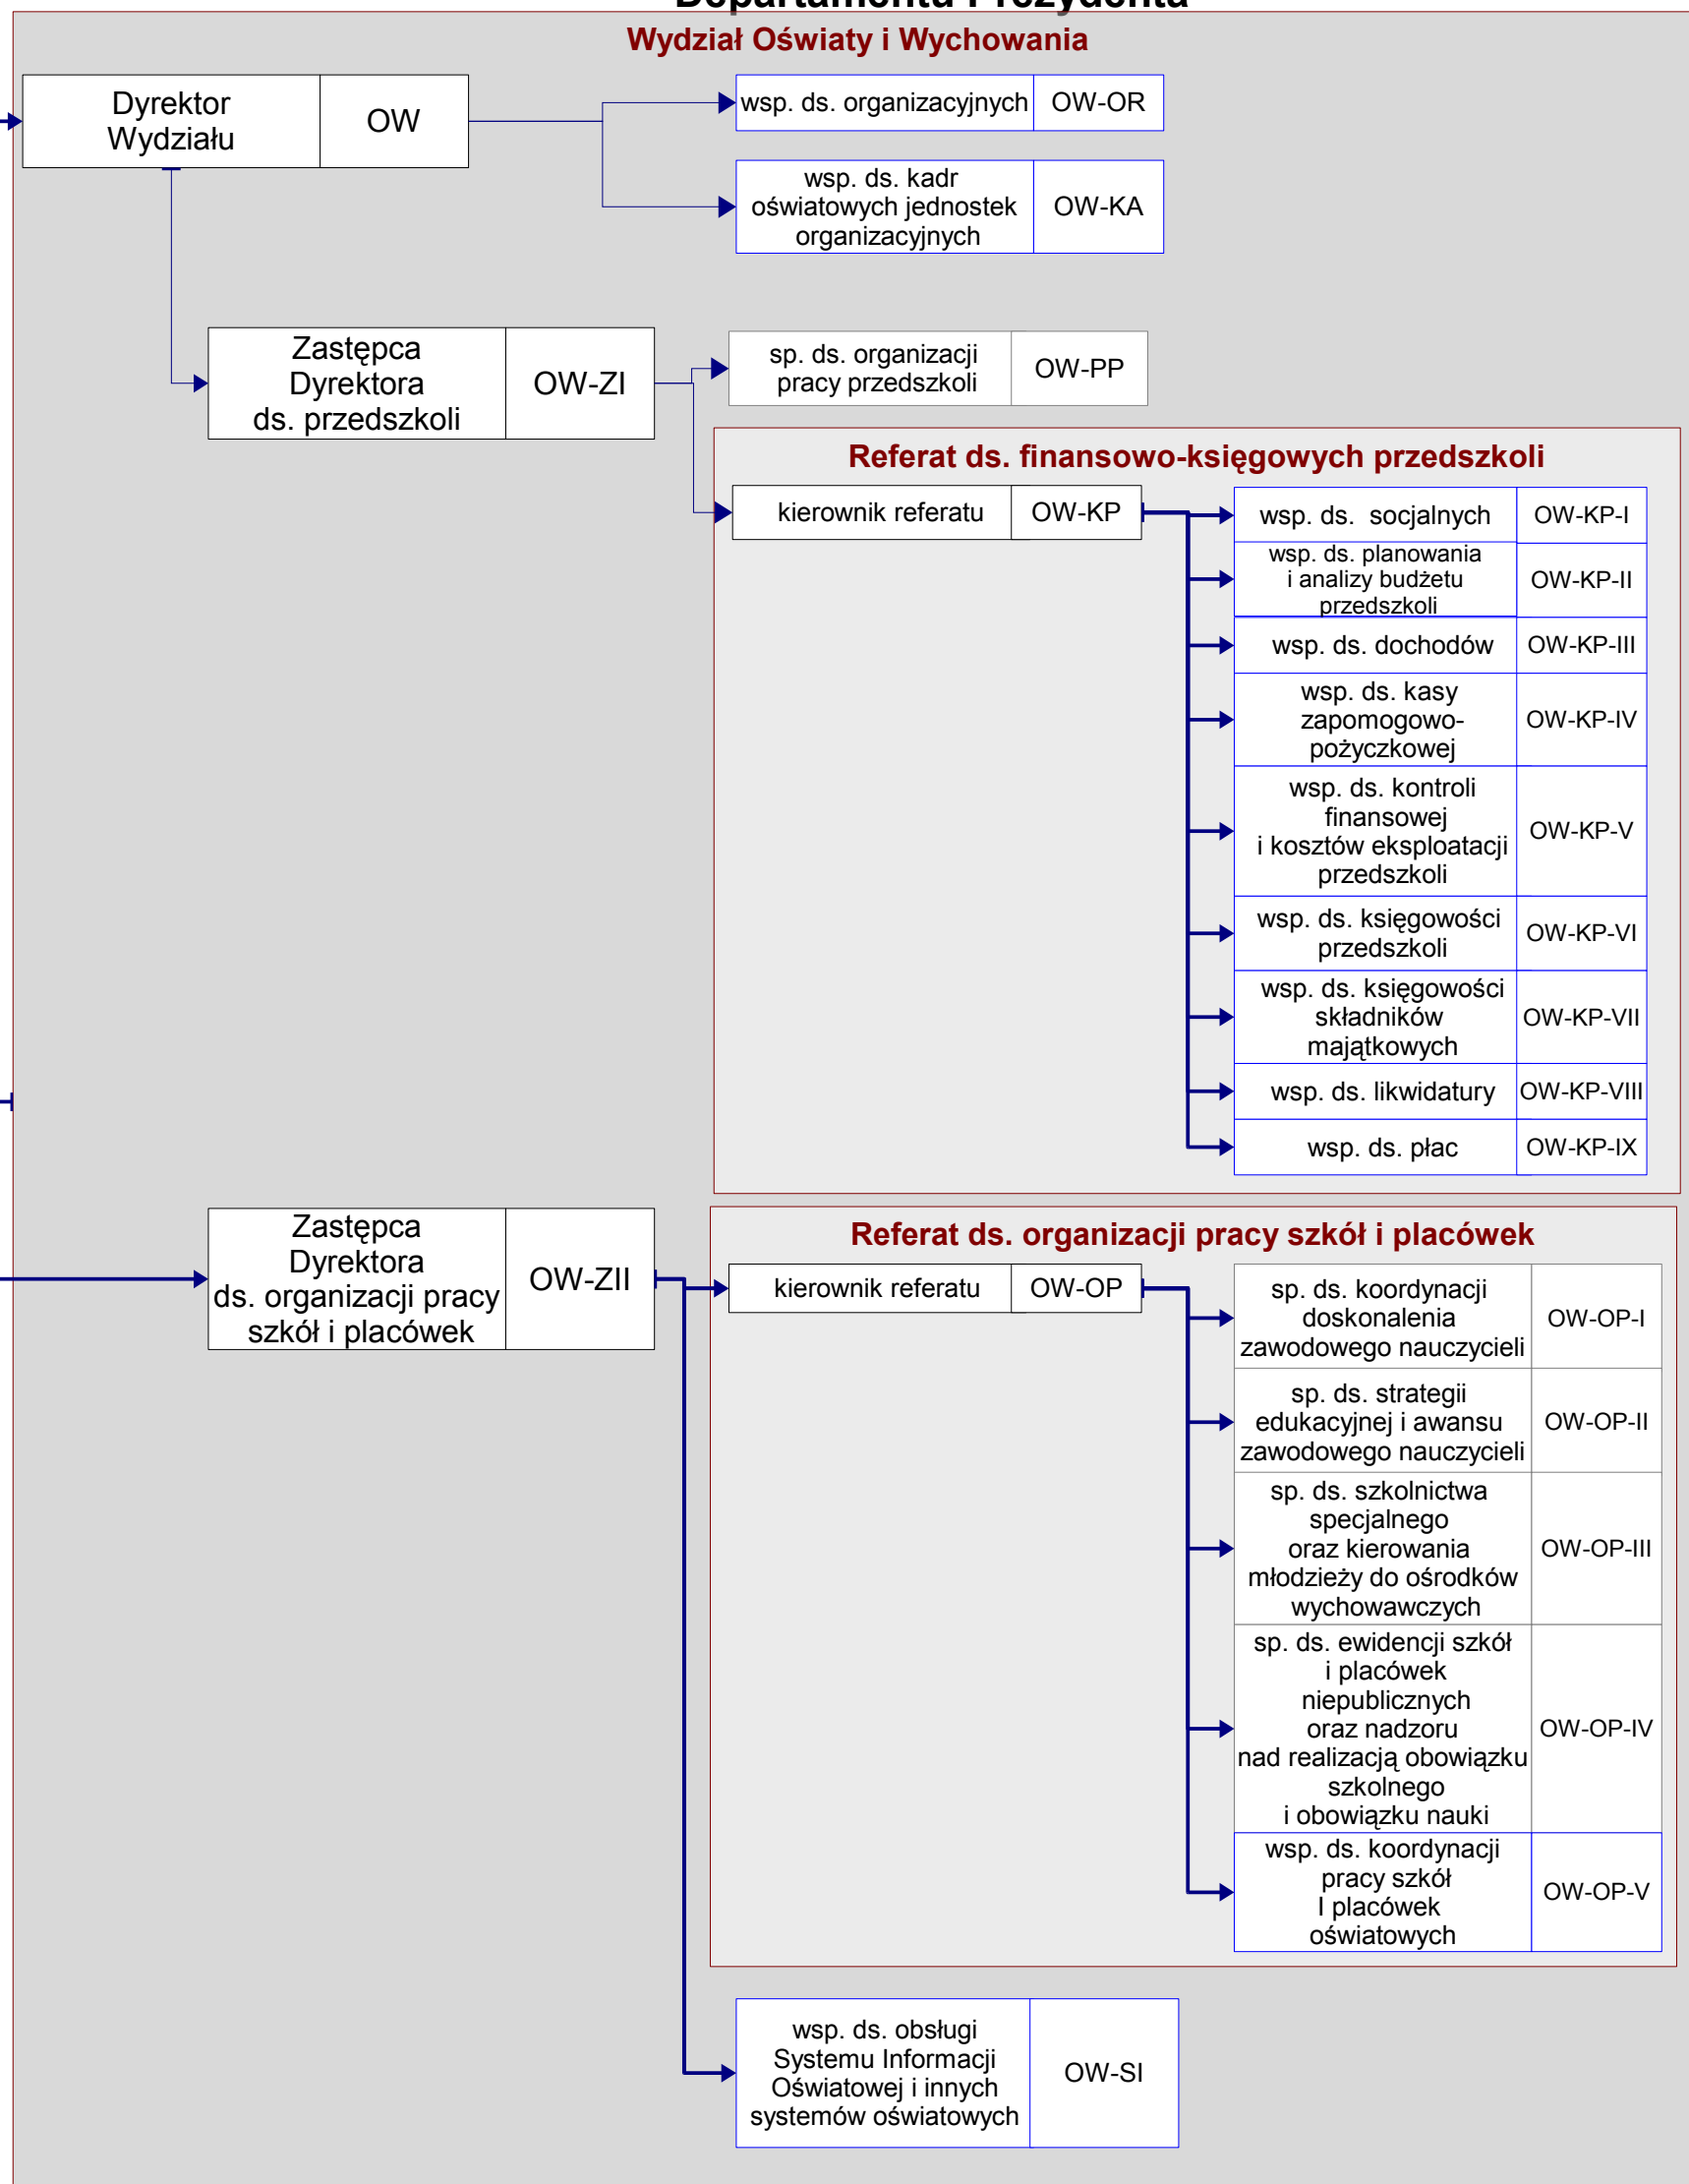 Departamentu Prezydenta
Wydział Oświaty i Wychowania
Dyrektor
Wydziału
OW
wsp. ds. organizacyjnych
OW-OR
wsp. ds. kadr
oświatowych jednostek
organizacyjnych
OW-KA
Zastępca
Dyrektora
ds. przedszkoli
OW-ZI
sp. ds. organizacji
pracy przedszkoli
OW-PP
Referat ds. finansowo-księgowych przedszkoli
kierownik referatu
OW-KP
wsp. ds. socjalnych
OW-KP-I
wsp. ds. planowania
i analizy budżetu
przedszkoli
OW-KP-II
wsp. ds. dochodów
OW-KP-III
wsp. ds. kasy
zapomogowo-
pożyczkowej
OW-KP-IV
wsp. ds. kontroli
finansowej
i kosztów eksploatacji
przedszkoli
OW-KP-V
wsp. ds. księgowości
przedszkoli
OW-KP-VI
wsp. ds. księgowości
składników
majątkowych
OW-KP-VII
wsp. ds. likwidatury
OW-KP-VIII
wsp. ds. płac
OW-KP-IX
Zastępca
Dyrektora
ds. organizacji pracy
szkół i placówek
OW-ZII
Referat ds. organizacji pracy szkół i placówek
kierownik referatu
OW-OP
sp. ds. koordynacji
doskonalenia
zawodowego nauczycieli
OW-OP-I
sp. ds. strategii
edukacyjnej i awansu
zawodowego nauczycieli
OW-OP-II
sp. ds. szkolnictwa
specjalnego
oraz kierowania
młodzieży do ośrodków
wychowawczych
OW-OP-III
sp. ds. ewidencji szkół
i placówek
niepublicznych
oraz nadzoru
nad realizacją obowiązku
szkolnego
i obowiązku nauki
OW-OP-IV
wsp. ds. koordynacji
pracy szkół
I placówek
oświatowych
OW-OP-V
wsp. ds. obsługi
Systemu Informacji
Oświatowej i innych
systemów oświatowych
OW-SI